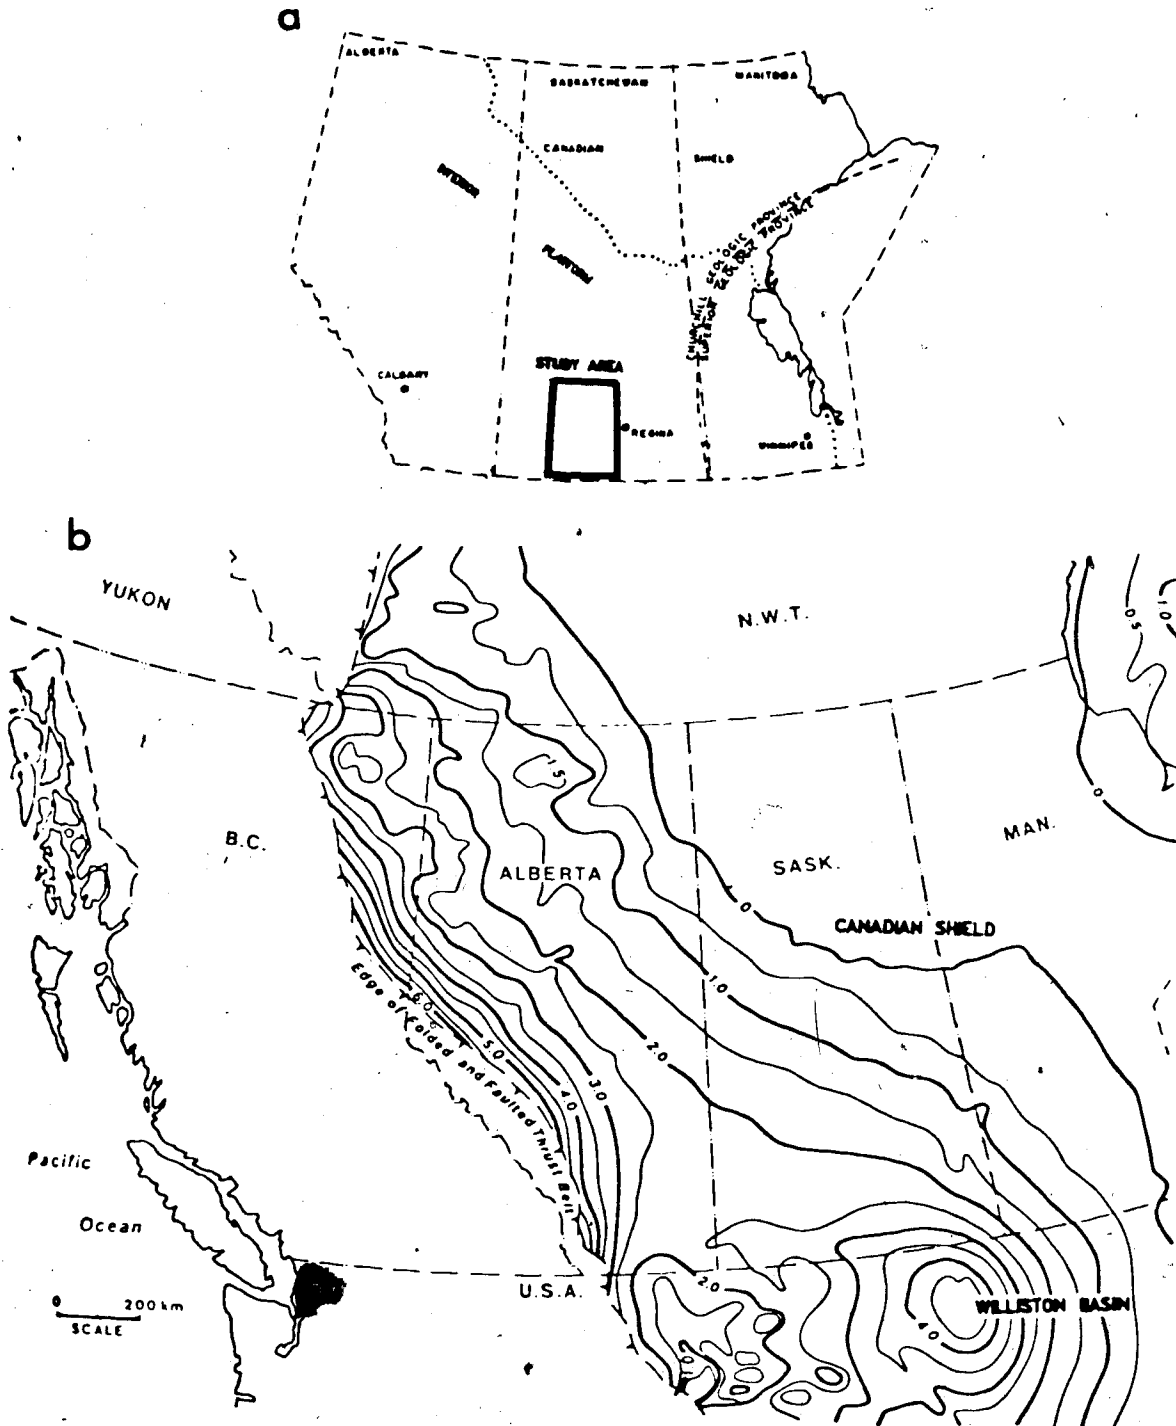 a
ALBERTA
SASKATCHEWAN
MANITOBA
CANADIAN
SHIELD
INTERIOR
PLATFORM
CHURCHILL GEOLOGIC PROVINCE
SUPERIOR GEOLOGIC PROVINCE
STUDY AREA
CALGARY
REGINA
WINNIPEG
b
YUKON
N.W.T.
0.5
1.0
1.5
0
B.C.
ALBERTA
SASK.
MAN.
0
CANADIAN SHIELD
1.0
6.0
2.0
5.0
3.0
4.0
Edge of Folded and Faulted Thrust Belt
Pacific
Ocean
U.S.A.
2.0
WILLISTON BASIN
4.0
0 200 km
SCALE